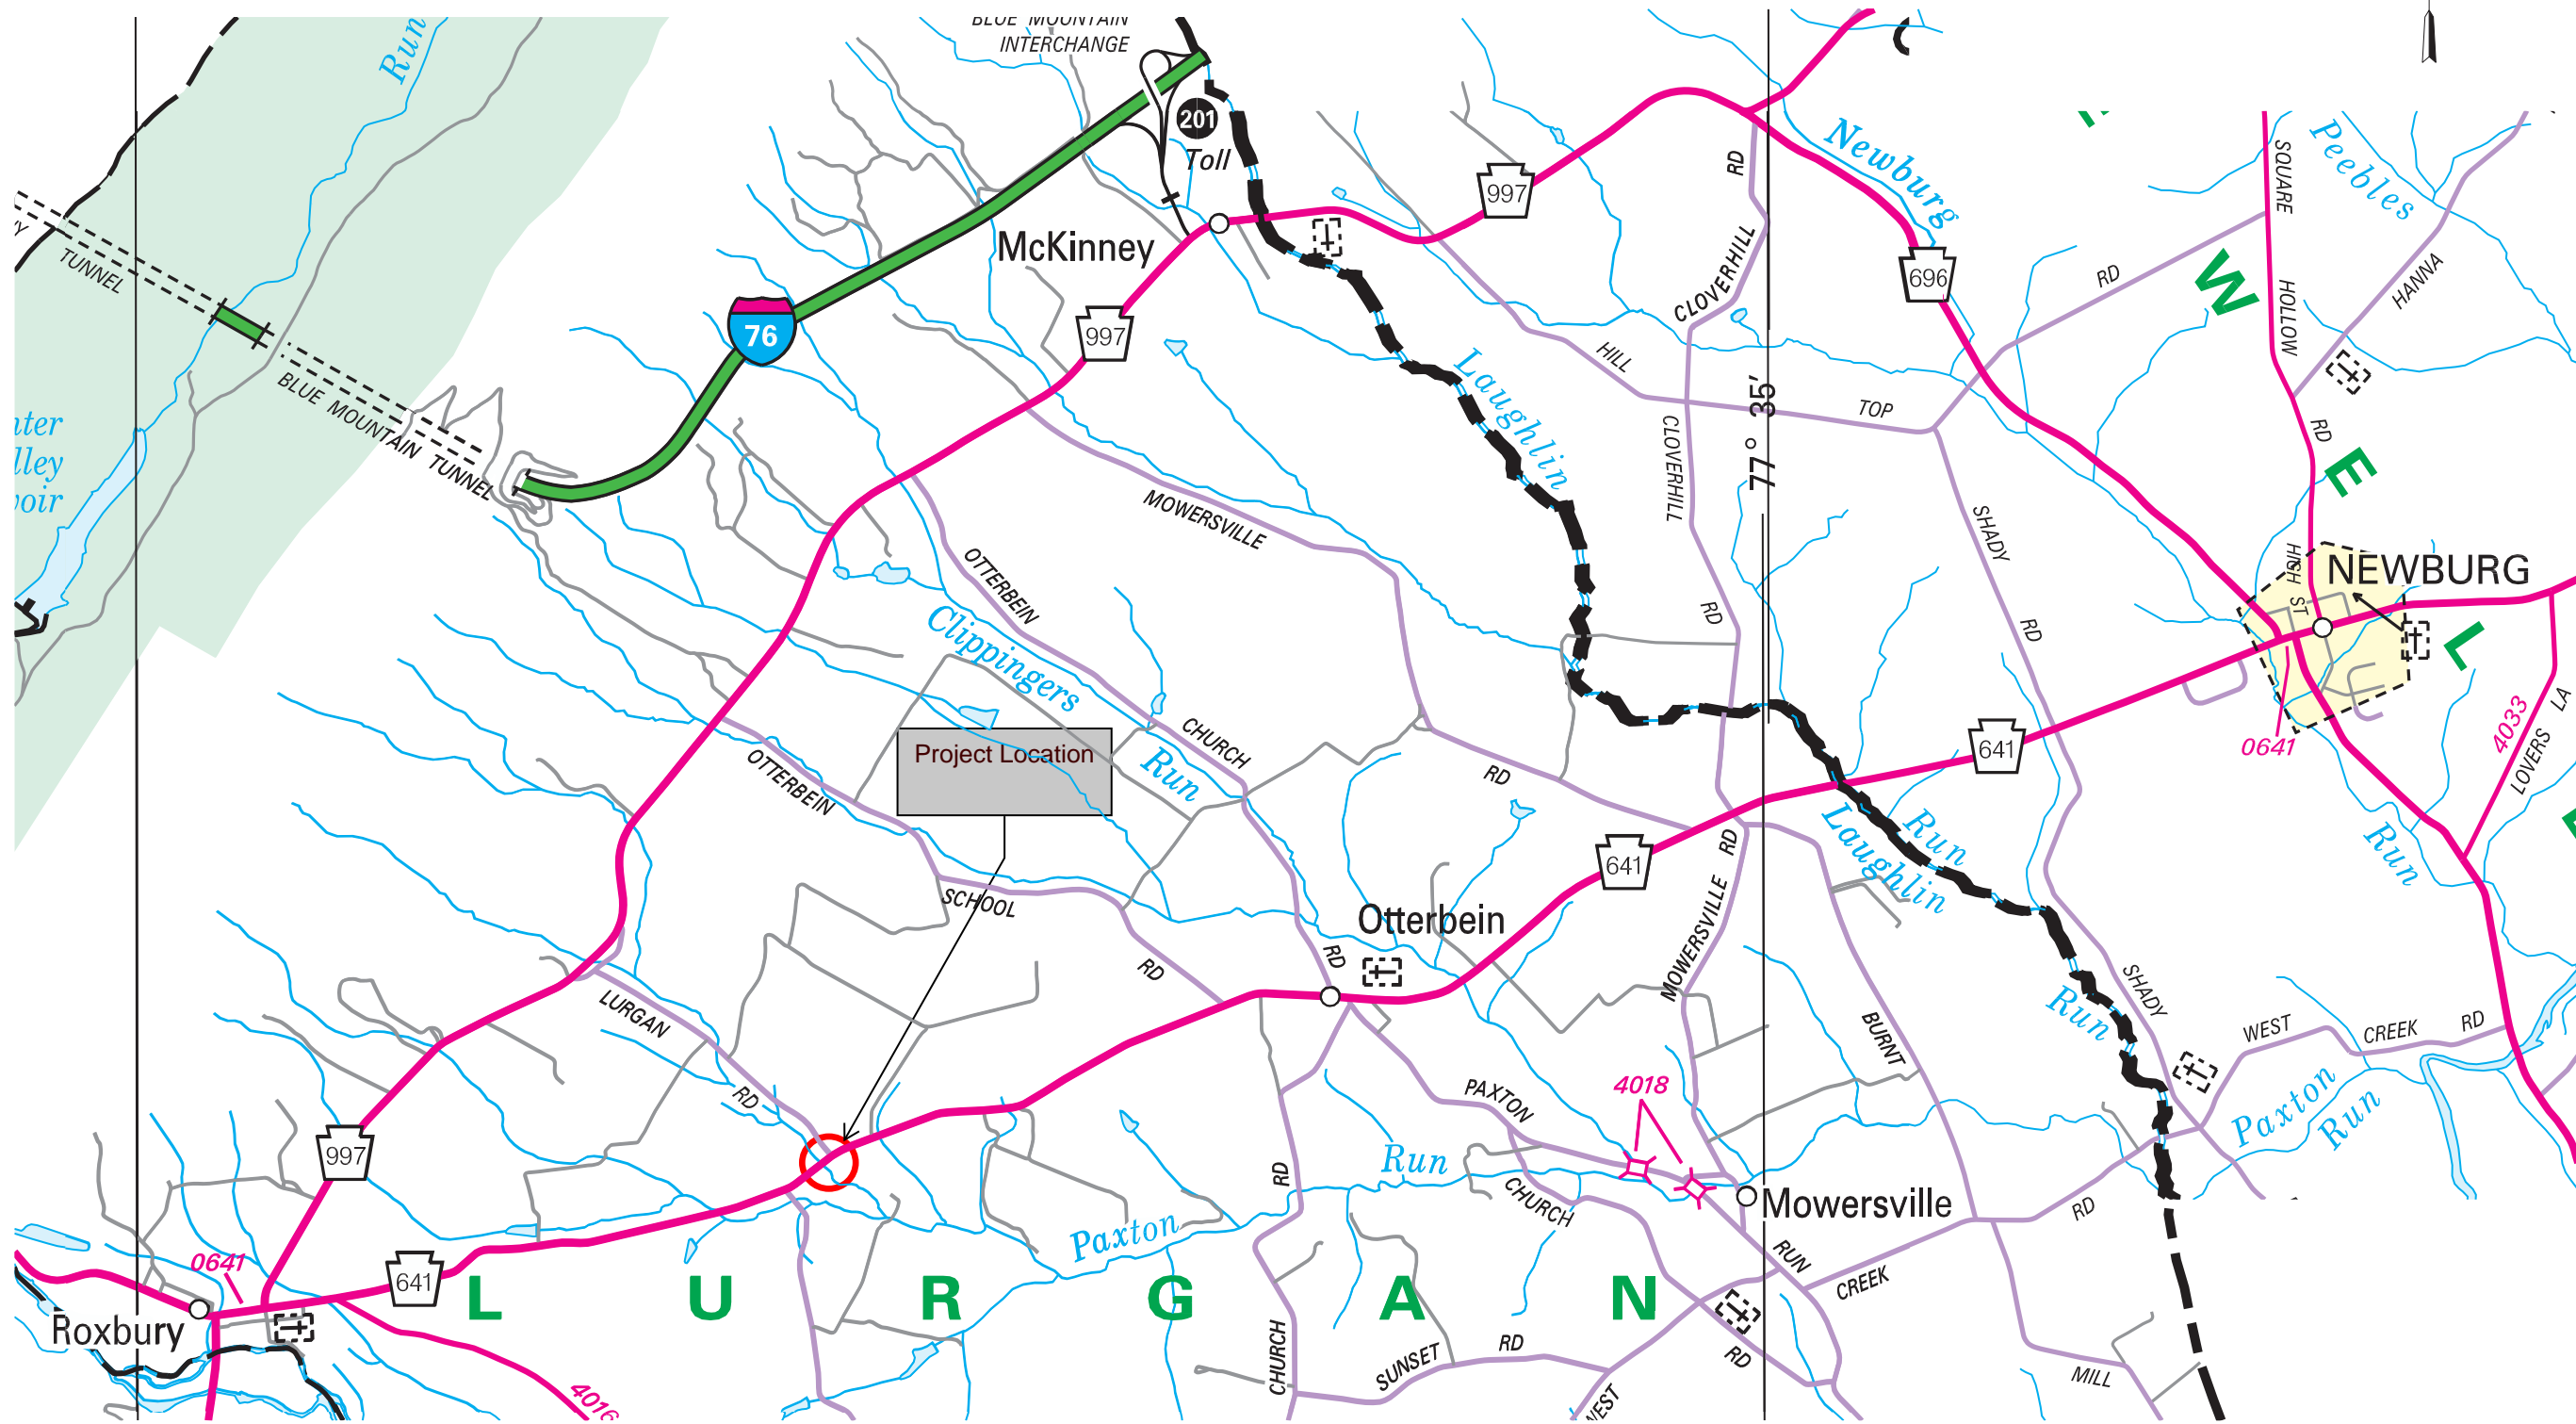 BLUE MOUNTAIN
INTERCHANGE
Run
201
Toll
997
RD
Newburg
SQUARE
Peebles
McKinney
TUNNEL
CLOVERHILL
696
RD
W
HOLLOW
HANNA
76
997
BLUE MOUNTAIN TUNNEL
HILL
Laughlin
77° 35'
TOP
RD
E
CLOVERHILL
MOWERSVILLE
SHADY
OTTERBEIN
HIGH ST
NEWBURG
Clippingers
RD
RD
L
Project Location
OTTERBEIN
CHURCH
Run
RD
641
0641
4033
LOVERS LA
641
RD
Laughlin
Run
Run
SCHOOL
Otterbein
MOWERSVILLE
RD
RD
LURGAN
SHADY
Run
WEST
CREEK
RD
BURNT
RD
PAXTON
4018
Paxton
Run
997
Run
RD
CHURCH
Mowersville
RD
Paxton
RUN
CREEK
0641
641
L U R G A N
Roxbury
CHURCH
SUNSET
RD
RD
MILL
4016
WEST